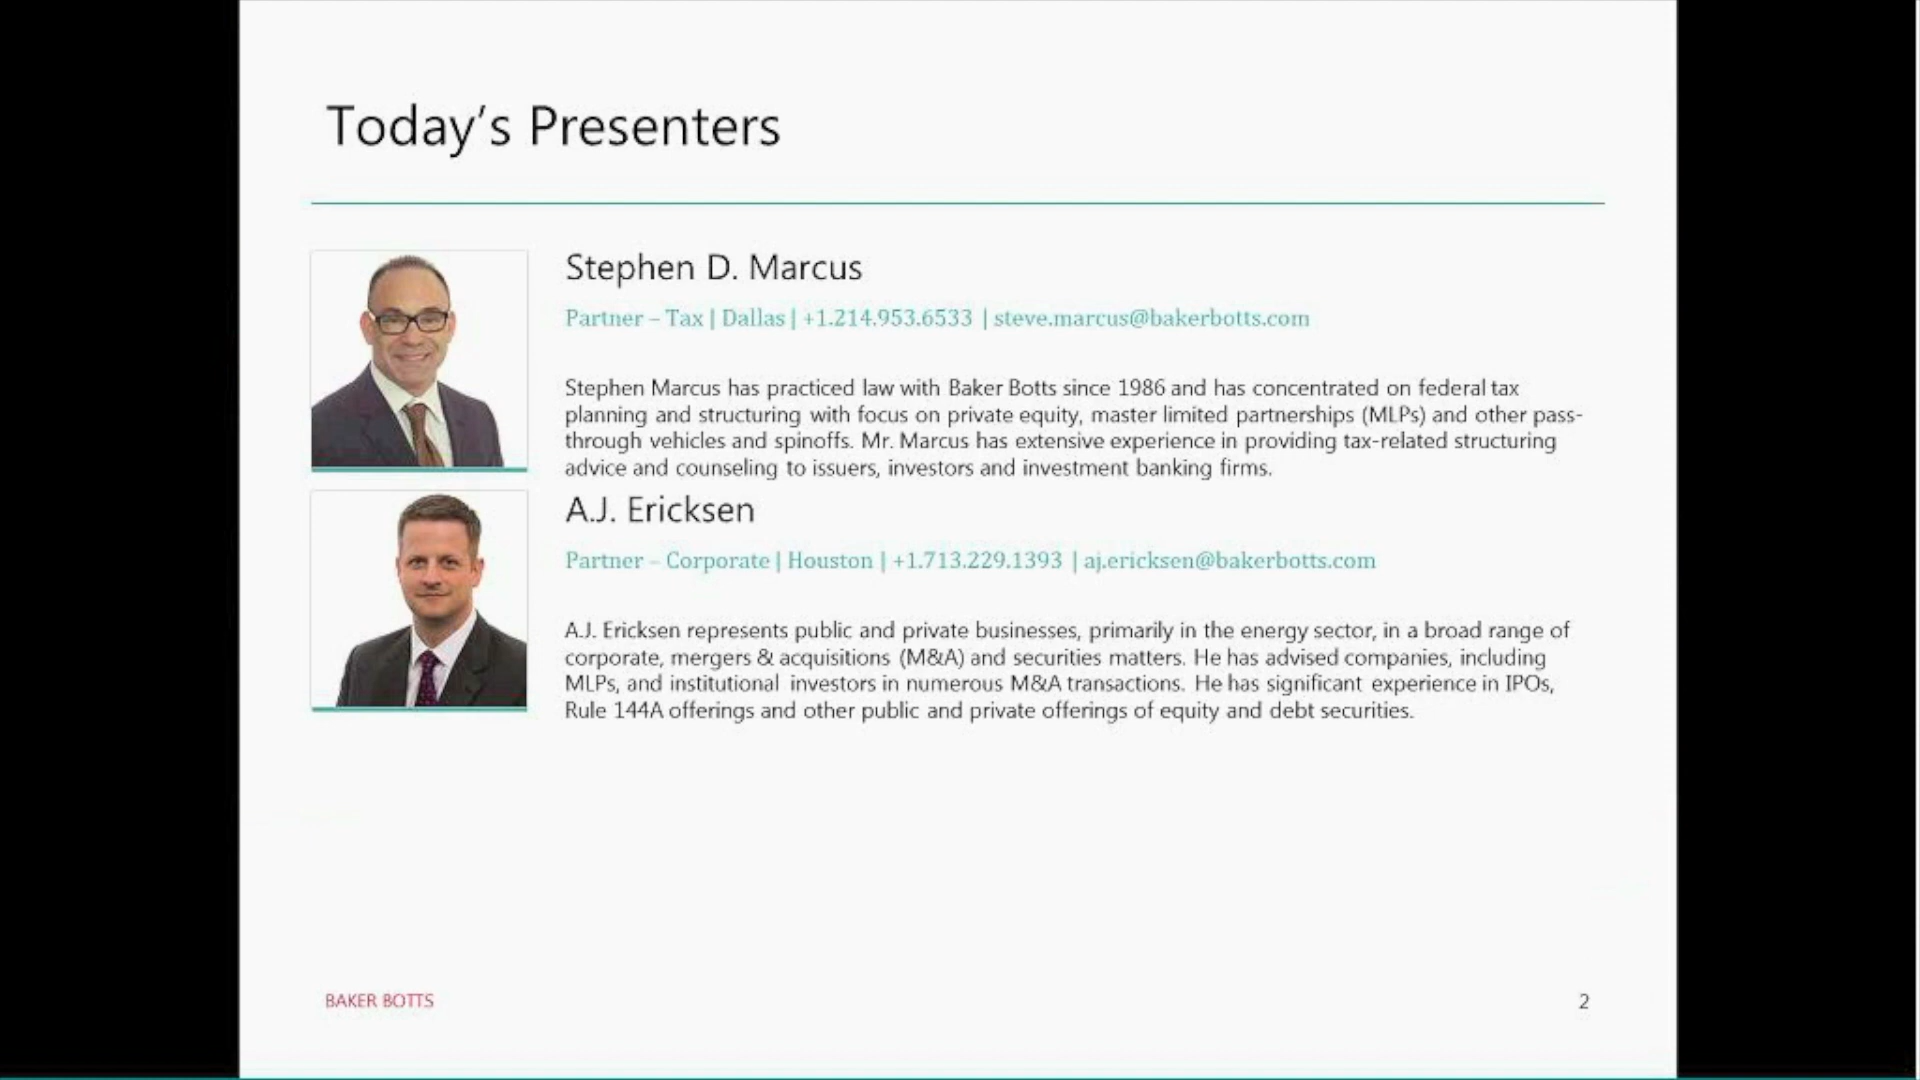 Today's Presenters
Stephen D. Marcus
Partner – Tax | Dallas | +1.214.953.6533 | steve.marcus@bakerbotts.com
Stephen Marcus has practiced law with Baker Botts since 1986 and has concentrated on federal tax
planning and structuring with focus on private equity, master limited partnerships (MLPs) and other pass-
through vehicles and spinoffs. Mr. Marcus has extensive experience in providing tax-related structuring
advice and counseling to issuers, investors and investment banking firms.
A.J. Ericksen
Partner – Corporate | Houston | +1.713.229.1393 | aj.ericksen@bakerbotts.com
A.J. Ericksen represents public and private businesses, primarily in the energy sector, in a broad range of
corporate, mergers & acquisitions (M&A) and securities matters. He has advised companies, including
MLPs, and institutional investors in numerous M&A transactions. He has significant experience in IPOs,
Rule 144A offerings and other public and private offerings of equity and debt securities.
BAKER BOTTS
2